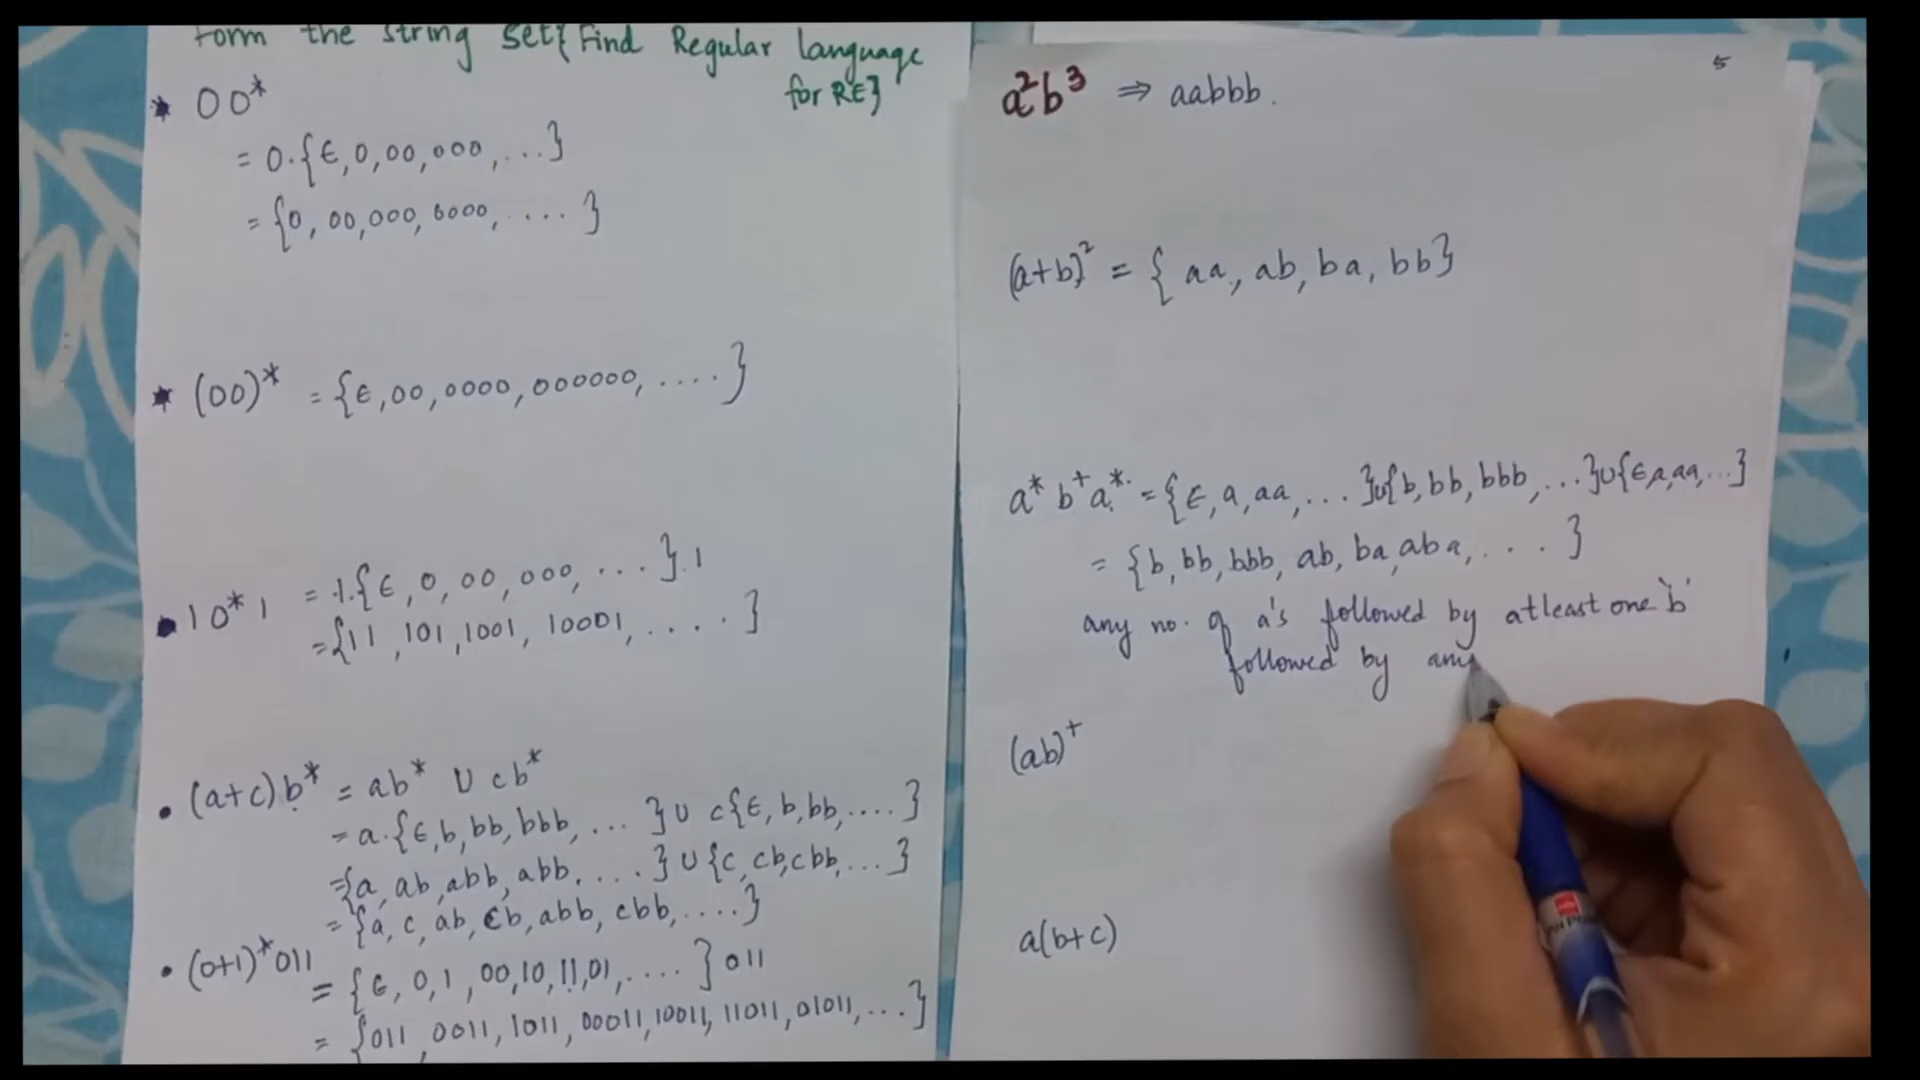 Form the string set{Find Regular language
for RE}
* 00*
= 0.{ϵ,0,00,000,...}
= {0,00,000,0000,....}
* (00)* = {ϵ,00,0000,000000,....}
• 10*1 = 1.{ϵ,0,00,000,...}.1
= {11,101,1001,10001,....}
• (a+c)b* = ab* ∪ cb*
= a.{ϵ,b,bb,bbb,...}∪ c{ϵ,b,bb,....}
={a,ab,abb,abb,....}∪{c,cb,cbb,...}
= {a,c,ab,cb,abb,cbb,....}
• (0+1)*011 = {ϵ,0,1,00,10,11,01,....}011
= {011,0011,1011,00011,10011,11011,01011,...}
5
a²b³ ⇒ aabbb.
(a+b)² = {aa,ab,ba,bb}
a*b⁺a* = {ϵ,a,aa,...}∪{b,bb,bbb,...}∪{ϵ,a,aa,...}
= {b,bb,bbb,ab,ba,aba,....}
any no. of a's followed by atleast one 'b'
followed by any
(ab)⁺
a(b+c)